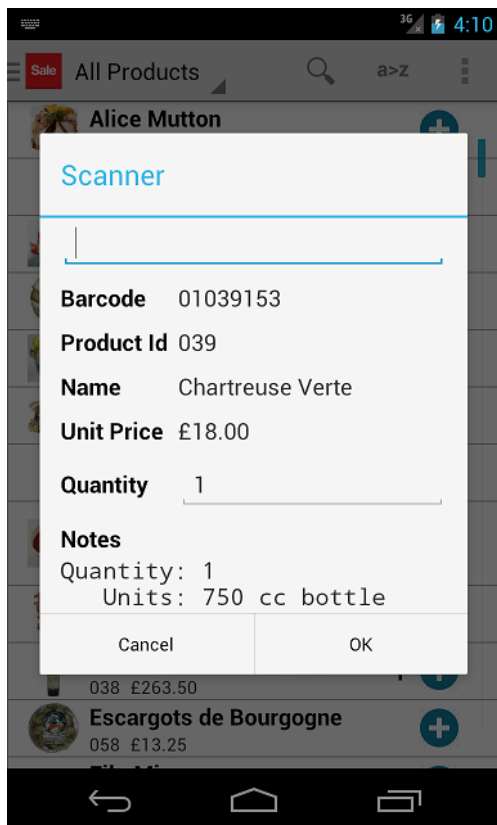 3G 4:10
Sale All Products a>z
Alice Mutton
Scanner
Barcode 01039153
Product Id 039
Name Chartreuse Verte
Unit Price £18.00
Quantity 1
Notes
Quantity: 1
Units: 750 cc bottle
Cancel OK
038 £263.50
Escargots de Bourgogne
058 £13.25